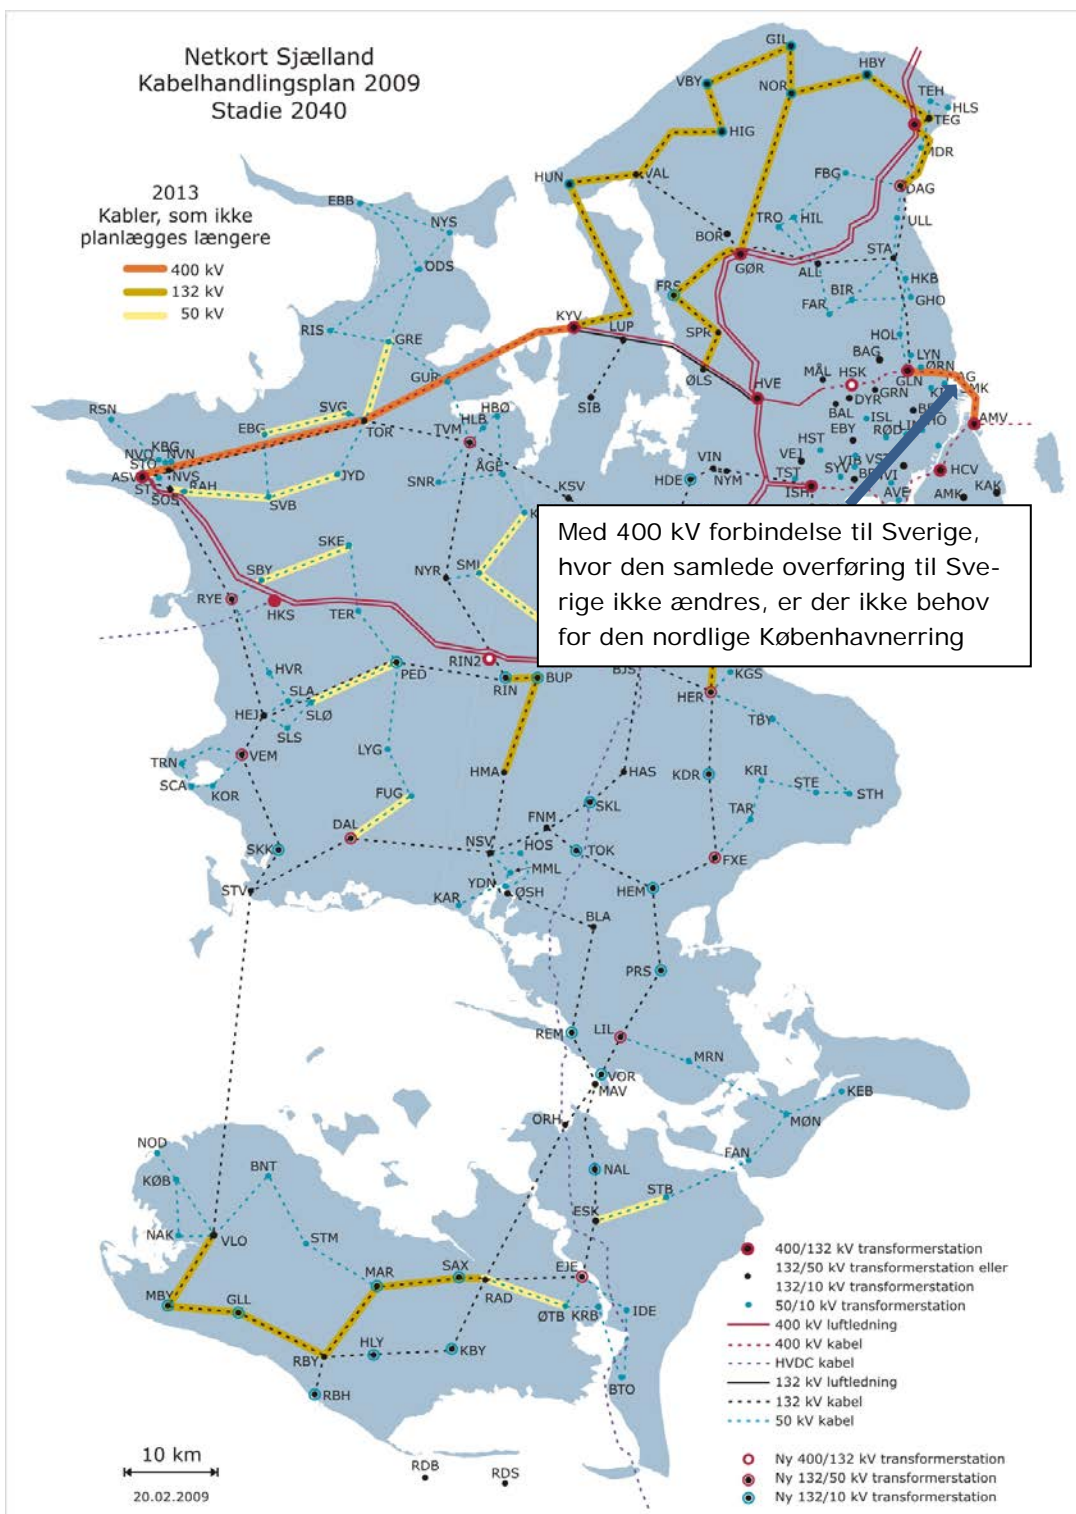 Netkort Sjælland
Kabelhandlingsplan 2009
Stadie 2040
2013
Kabler, som ikke
planlægges længere
400 kV
132 kV
50 kV
GIL
HBY
VBY
NOR
TEH
HLS
TEG
HIG
MDR
HUN
VAL
FBG
DAG
EBB
NYS
TRO
HIL
ULL
BOR
STA
ODS
GØR
ALL
HKB
FRS
BIR
GHO
FAR
RIS
KYV
LUP
SPR
HOL
GRE
BAG
LYN
ØRN
ØLS
HVE
MÅL
HSK
GLN
GUR
SIB
DYR
GRN
AMV
RSN
SVG
HBØ
HLB
BAL
ISL
EBG
TOR
TVM
EBY
RØD
KBG
NVO
NVN
STO
VIN
VEJ
HST
ASV
NVS
JYD
ÅGE
HDE
NYM
TST
SYV
HCV
RAH
SNR
KSV
ISH
AVE
AMK
KAK
SOS
SVB
Med 400 kV forbindelse til Sverige,
hvor den samlede overføring til Sve-
rige ikke ændres, er der ikke behov
for den nordlige Københavnerring
SKE
SBY
NYR
SMI
RYE
HKS
TER
RIN2
PED
RIN
BUP
BJS
KGS
HVR
HER
SLA
SLØ
TBY
HEJ
SLS
VEM
LYG
TRN
HMA
HAS
KDR
KRI
STE
SCA
KOR
FUG
SKL
STH
DAL
FNM
TAR
SKK
NSV
HOS
TOK
FXE
MML
STV
YDN
ØSH
HEM
KAR
BLA
PRS
REM
LIL
MRN
VOR
MAV
KEB
ORH
MØN
NOD
FAN
BNT
NAL
KØB
STB
ESK
NAK
VLO
STM
SAX
EJE
MBY
GLL
MAR
RAD
ØTB
KRB
IDE
HLY
KBY
RBY
RBH
BTO
400/132 kV transformerstation
132/50 kV transformerstation eller
132/10 kV transformerstation
50/10 kV transformerstation
400 kV luftledning
400 kV kabel
HVDC kabel
132 kV luftledning
132 kV kabel
50 kV kabel
10 km
RDB
RDS
Ny 400/132 kV transformerstation
Ny 132/50 kV transformerstation
Ny 132/10 kV transformerstation
20.02.2009